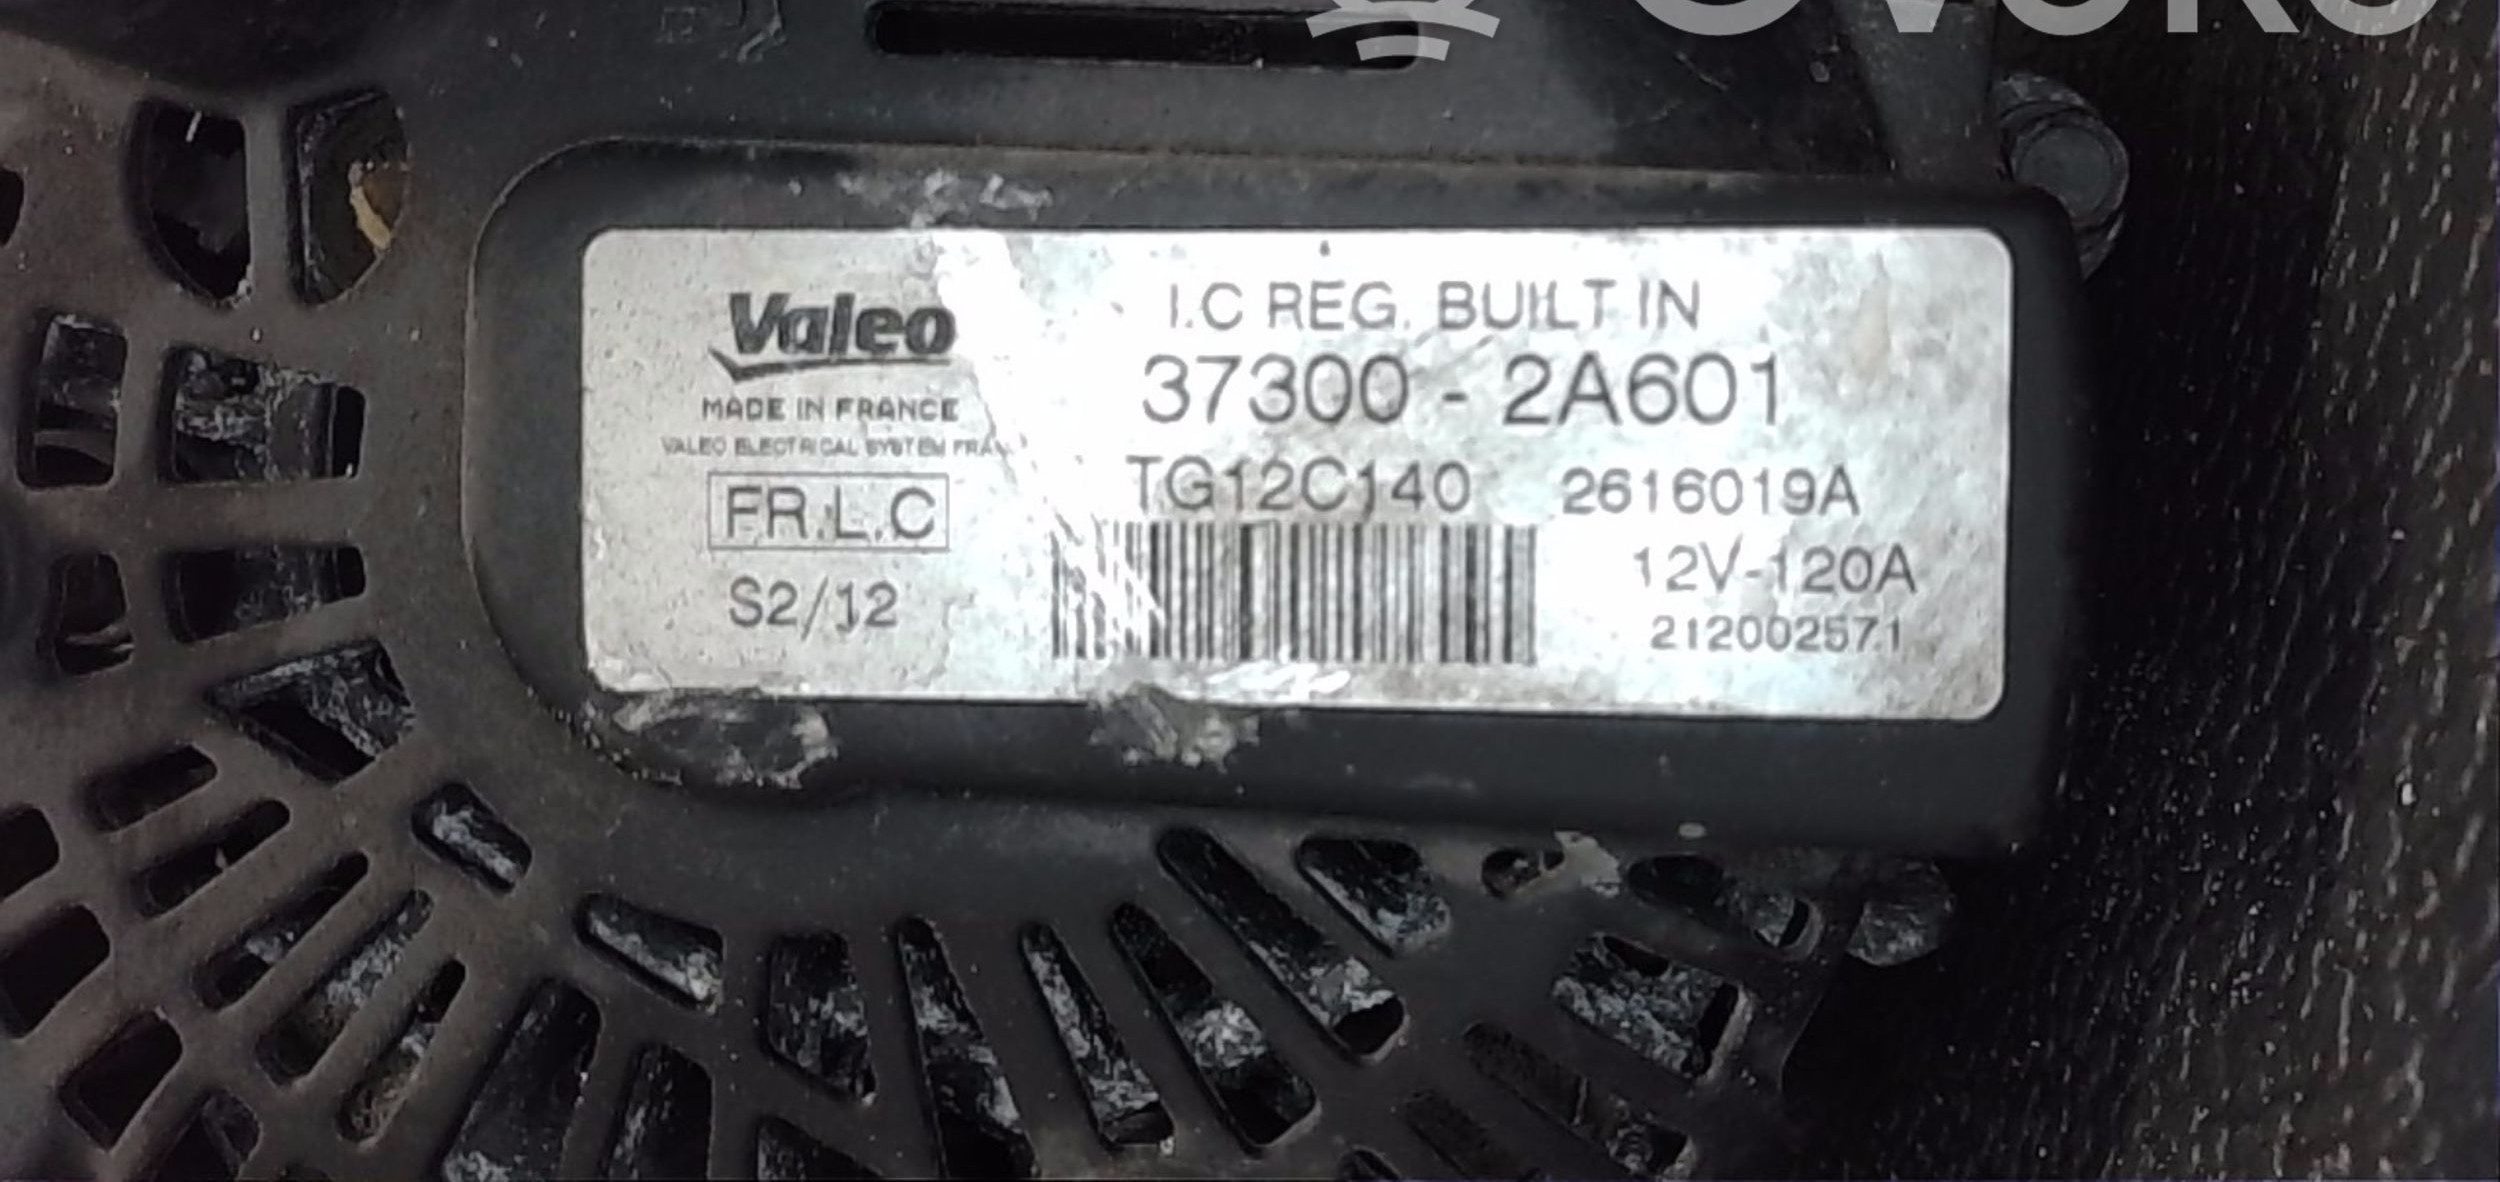 Valeo
MADE IN FRANCE
VALEO ELECTRICAL SYSTEM
FR.L.C
S2/12
I.C REG. BUILT IN
37300 - 2A601
TG12C140 2616019A
12V-120A
212002571